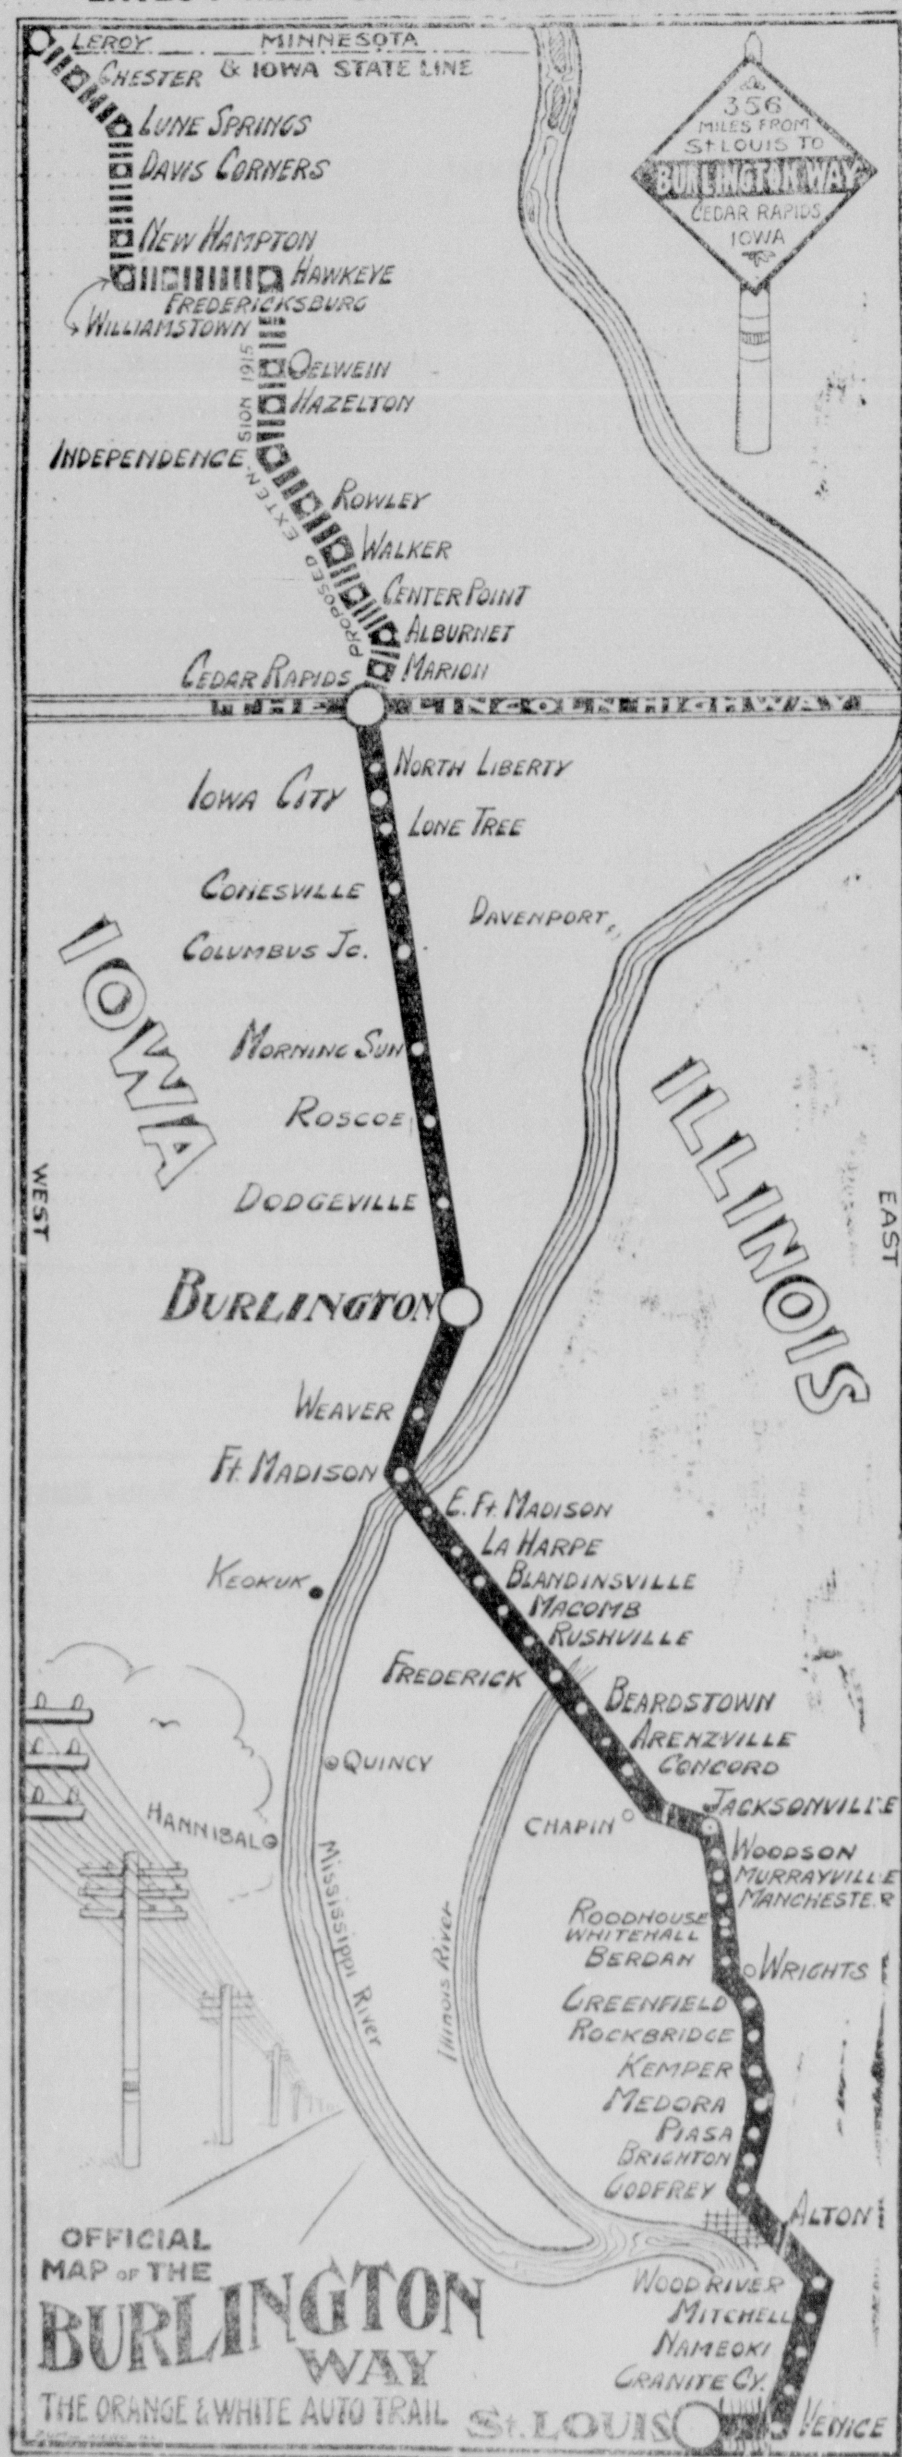 LEROY
MINNESOTA
& IOWA STATE LINE
CHESTER
LUNE SPRINGS
DAVIS CORNERS
NEW HAMPTON
HAWKEYE
FREDERICKSBURG
WILLIAMSTOWN
OELWEIN
HAZELTON
INDEPENDENCE
PROPOSED EXTENSION 1915
ROWLEY
WALKER
CENTER POINT
ALBURNET
MARION
CEDAR RAPIDS
356
MILES FROM
St LOUIS TO
BURLINGTON WAY
CEDAR RAPIDS
IOWA
THE LINCOLN HIGHWAY
NORTH LIBERTY
IOWA CITY
LONE TREE
CONESVILLE
DAVENPORT
COLUMBUS JC.
IOWA
MORNING SUN
ROSCOE
ILLINOIS
WEST
EAST
DODGEVILLE
BURLINGTON
WEAVER
Ft. MADISON
E. Ft. MADISON
LA HARPE
BLANDINSVILLE
KEOKUK
MACOMB
RUSHVILLE
FREDERICK
BEARDSTOWN
ARENZVILLE
CONCORD
QUINCY
JACKSONVILLE
CHAPIN
HANNIBAL
WOODSON
MURRAYVILLE
MANCHESTER
Mississippi River
Illinois River
ROODHOUSE
WHITEHALL
BERDAN
WRIGHTS
GREENFIELD
ROCKBRIDGE
KEMPER
MEDORA
PIASA
BRIGHTON
GODFREY
ALTON
WOODRIVER
MITCHELL
NAMEOKI
GRANITE CY.
VENICE
St. LOUIS
OFFICIAL
MAP OF THE
BURLINGTON
WAY
THE ORANGE & WHITE AUTO TRAIL